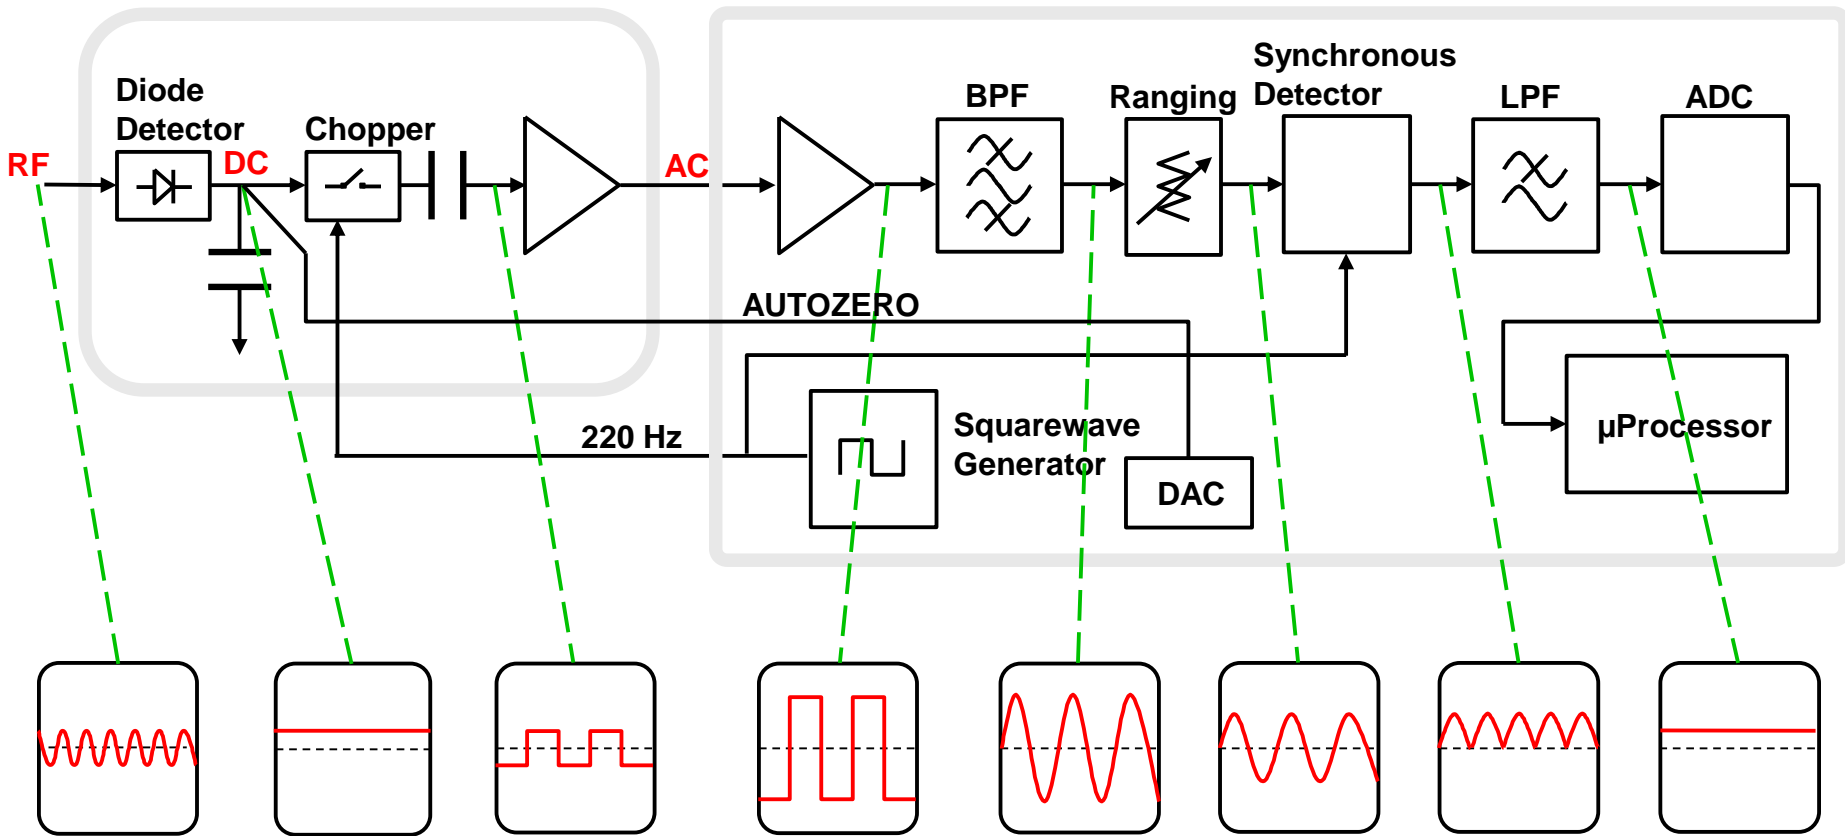 Synchronous
Detector
Diode
Detector
Chopper
BPF
Ranging
LPF
ADC
RF
DC
AC
AUTOZERO
220 Hz
Squarewave
Generator
DAC
µProcessor